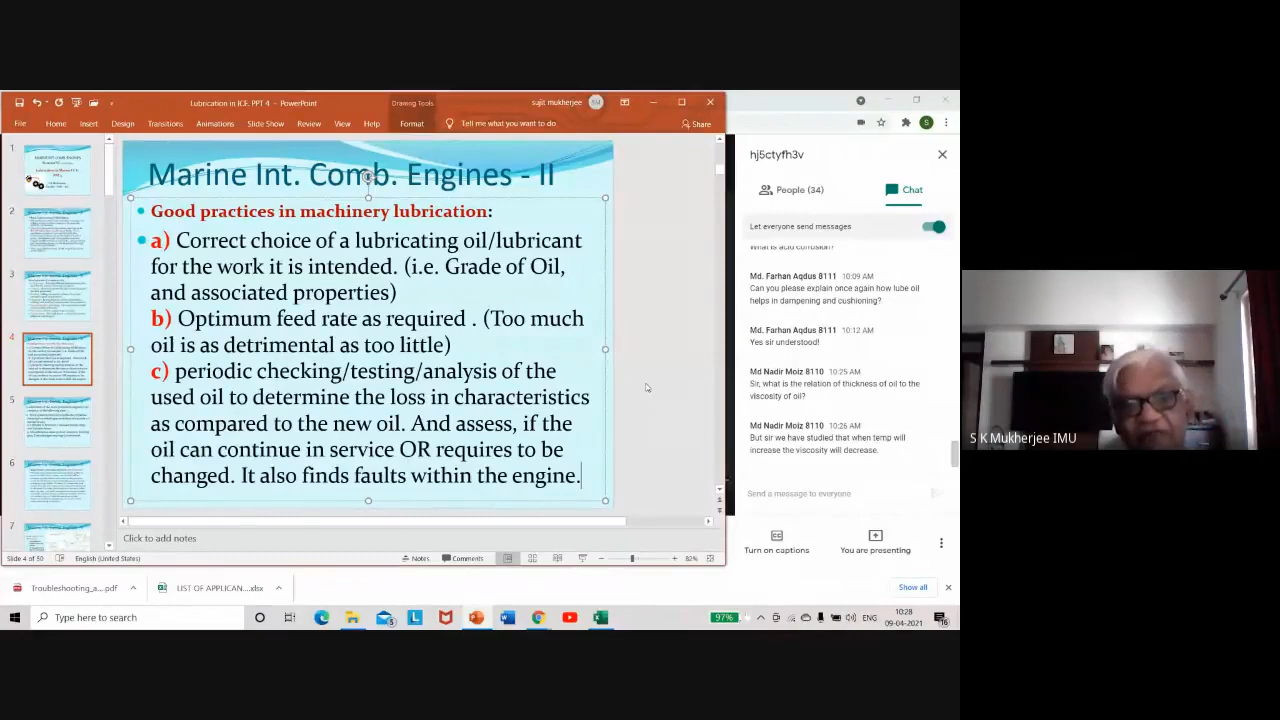 Lubrication in ICE. PPT 4 - PowerPoint
Drawing Tools
sujit mukherjee
SM
File Home Insert Design Transitions Animations Slide Show Review View Help Format Tell me what you want to do Share
1
2
3
4
5
6
7
Marine Int. Comb. Engines - II
Good practices in machinery lubrication:
a) Correct choice of a lubricating oil/lubricant
for the work it is intended. (i.e. Grade of Oil,
and associated properties)
b) Optimum feed rate as required . (Too much
oil is as detrimental as too little)
c) periodic checking/testing/analysis of the
used oil to determine the loss in characteristics
as compared to the new oil. And assess, if the
oil can continue in service OR requres to be
changed.It also finds faults within the engine.
Click to add notes
Slide 4 of 50 English (United States) Notes Comments 82%
S
hj5ctyfh3v
People (34) Chat
Let everyone send messages
What is acid corrosion?
Md. Farhan Aqdus 8111 10:09 AM
Can you please explain once again how lube oil
helps in dampening and cushioning?
Md. Farhan Aqdus 8111 10:12 AM
Yes sir understood!
Md Nadir Moiz 8110 10:25 AM
Sir, what is the relation of thickness of oil to the
viscosity of oil?
Md Nadir Moiz 8110 10:26 AM
But sir we have studied that when temp will
increase the viscosity will decrease.
Send a message to everyone
Turn on captions You are presenting
S K Mukherjee IMU
Troubleshooting_a....pdf LIST OF APPLICAN....xlsx Show all
Type here to search
97% ENG
10:28
09-04-2021